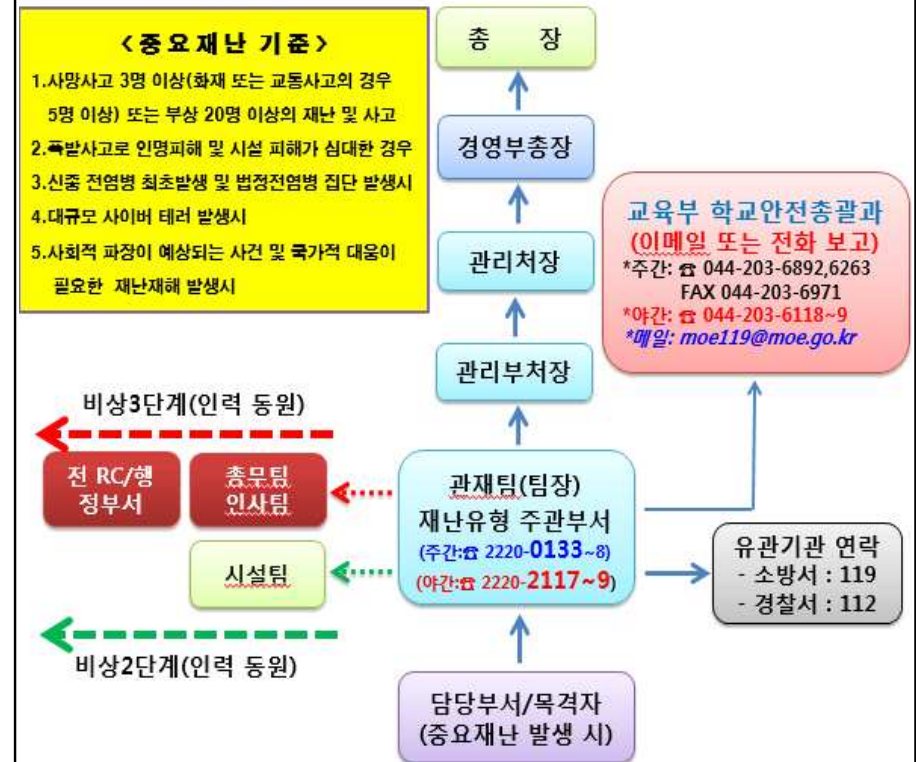 <중요재난 기준>
1.사망사고 3명 이상(화재 또는 교통사고의 경우
5명 이상) 또는 부상 20명 이상의 재난 및 사고
2.폭발사고로 인명피해 및 시설 피해가 심대한 경우
3.신종 전염병 최초발생 및 법정전염병 집단 발생시
4.대규모 사이버 테러 발생시
5.사회적 파장이 예상되는 사건 및 국가적 대응이
필요한 재난재해 발생시
총 장
경영부총장
관리처장
관리부처장
교육부 학교안전총괄과
(이메일 또는 전화 보고)
*주간: ☎ 044-203-6892,6263
FAX 044-203-6971
*야간: ☎ 044-203-6118~9
*메일: moe119@moe.go.kr
비상3단계(인력 동원)
전 RC/행
정부서
총무팀
인사팀
시설팀
비상2단계(인력 동원)
관재팀(팀장)
재난유형 주관부서
(주간:☎ 2220-0133~8)
(야간:☎ 2220-2117~9)
유관기관 연락
- 소방서 : 119
- 경찰서 : 112
담당부서/목격자
(중요재난 발생 시)